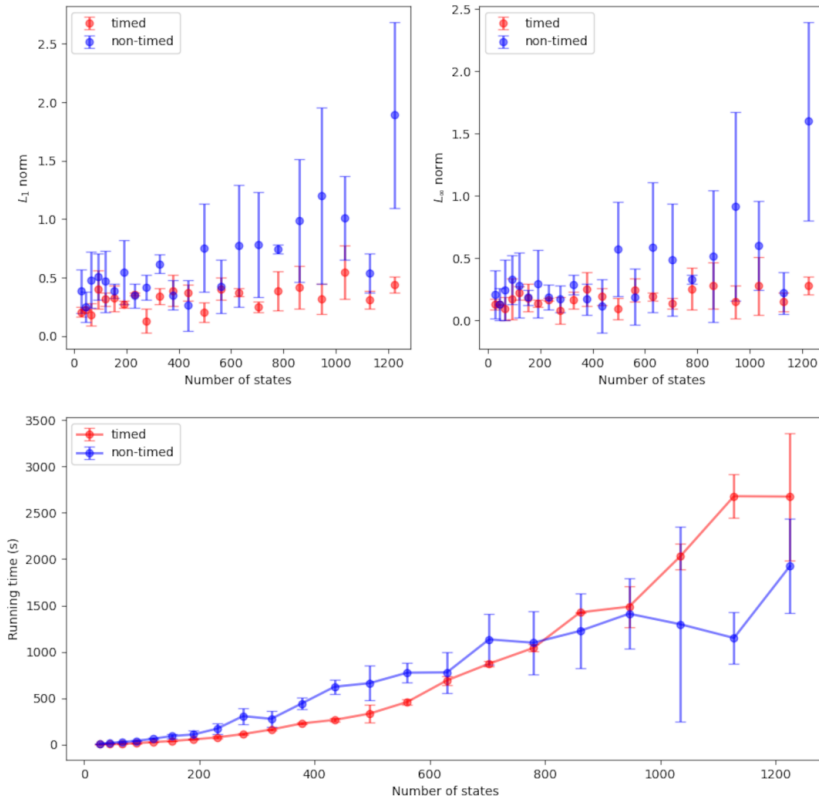 timed
non-timed
2.5
2.0
1.5
1.0
0.5
0.0
L₁ norm
0 200 400 600 800 1000 1200
Number of states
timed
non-timed
2.5
2.0
1.5
1.0
0.5
0.0
L∞ norm
0 200 400 600 800 1000 1200
Number of states
timed
non-timed
3500
3000
2500
2000
1500
1000
500
0
Running time (s)
0 200 400 600 800 1000 1200
Number of states